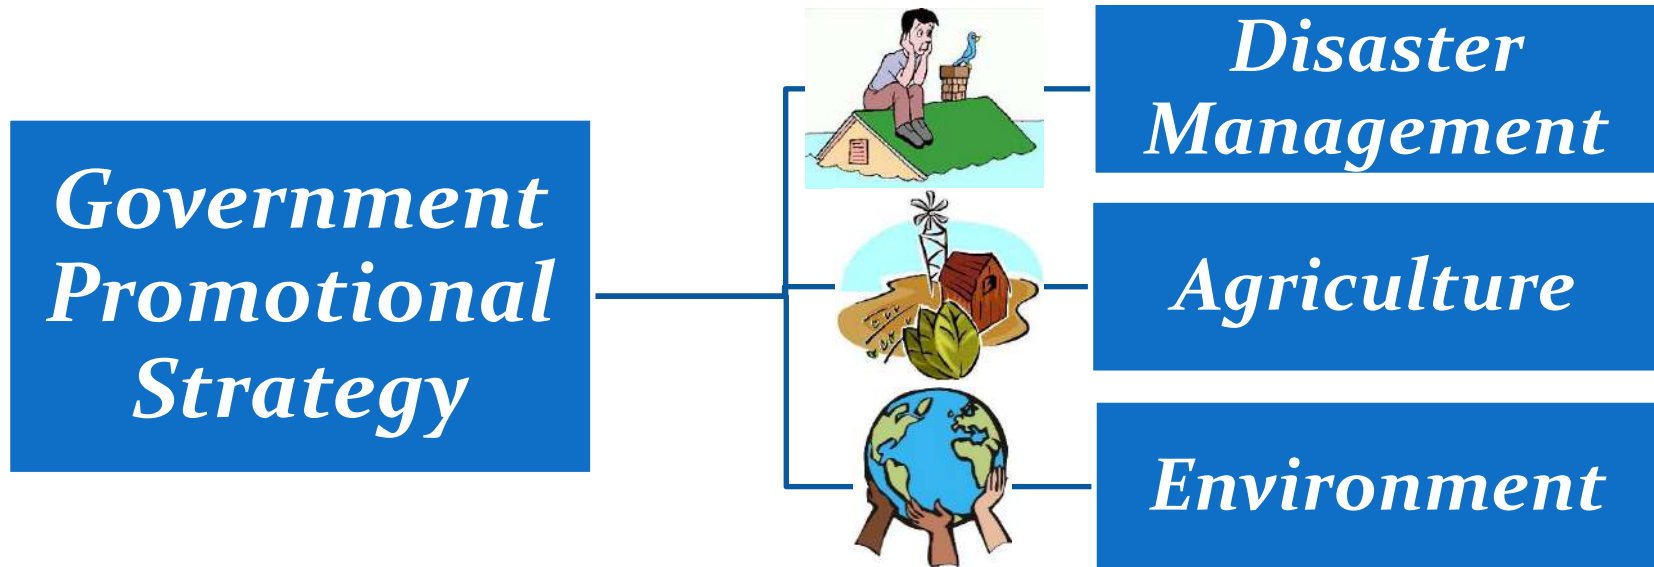 Government
Promotional
Strategy
Disaster
Management
Agriculture
Environment